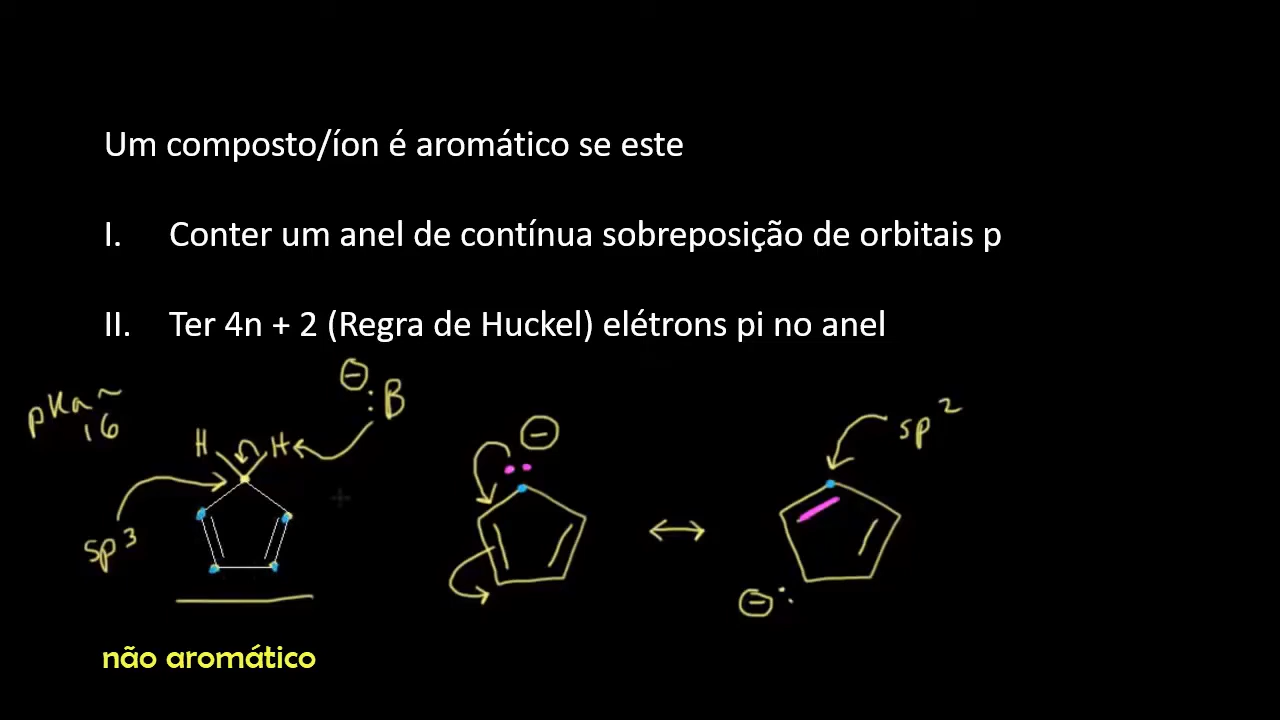 Um composto/íon é aromático se este
I. Conter um anel de contínua sobreposição de orbitais p
II. Ter 4n + 2 (Regra de Huckel) elétrons pi no anel
pKa ~ 16
⊖
: B
H H
sp³
⊖
sp²
⊖ :
não aromático